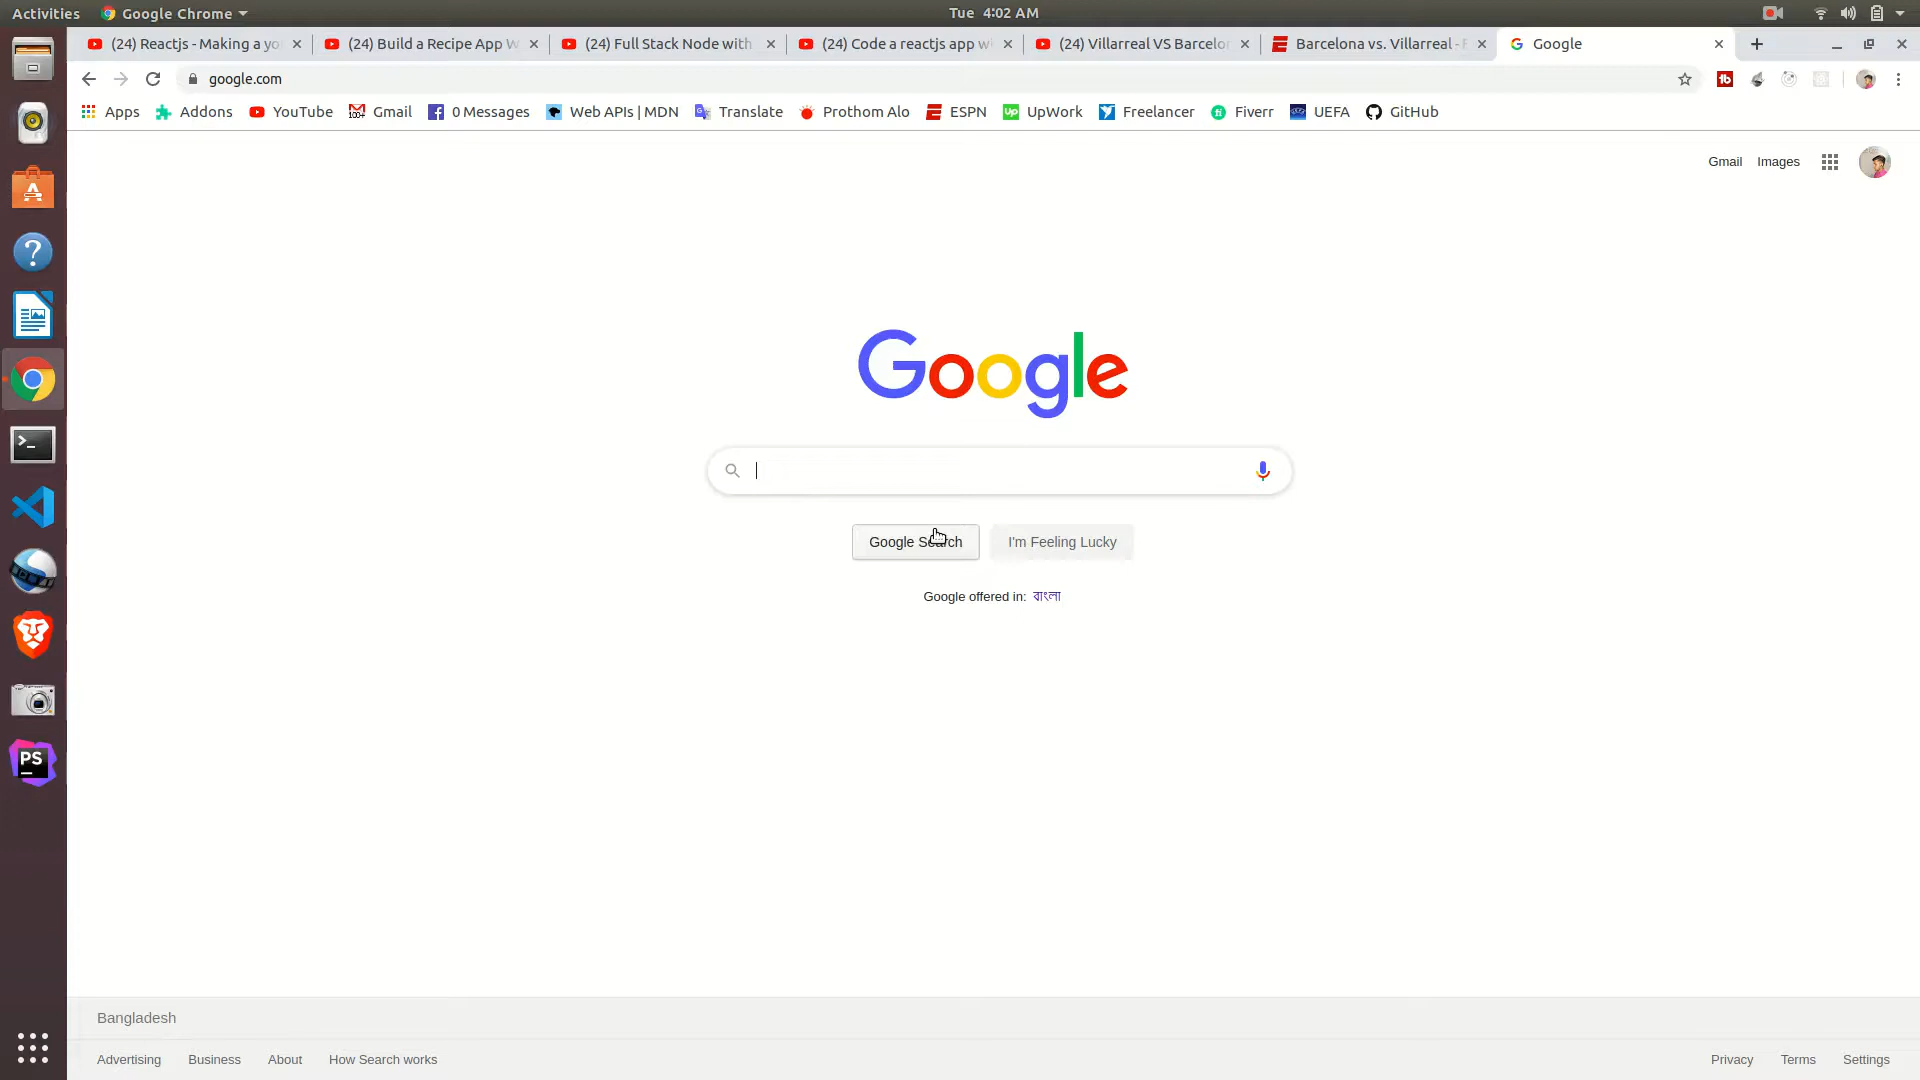 Activities Google Chrome Tue 4:02 AM
(24) Reactjs - Making a yo (24) Build a Recipe App W (24) Full Stack Node with (24) Code a reactjs app w (24) Villarreal VS Barcelo Barcelona vs. Villarreal - Google
google.com
Apps Addons YouTube Gmail 0 Messages Web APIs | MDN Translate Prothom Alo ESPN UpWork Freelancer Fiverr UEFA GitHub
Gmail Images
Google
Google Search I'm Feeling Lucky
Google offered in: বাংলা
PS
Bangladesh
Advertising Business About How Search works Privacy Terms Settings